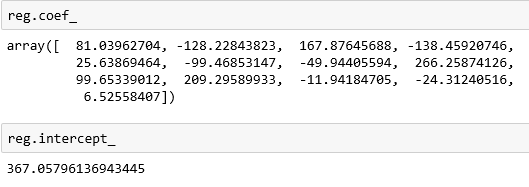 reg.coef_
array([  81.03962704, -128.22843823,  167.87645688, -138.45920746,
         25.63869464,  -99.46853147,  -49.94405594,  266.25874126,
         99.65339012,  209.29589933,  -11.94184705,  -24.31240516,
          6.52558407])
reg.intercept_
367.05796136943445